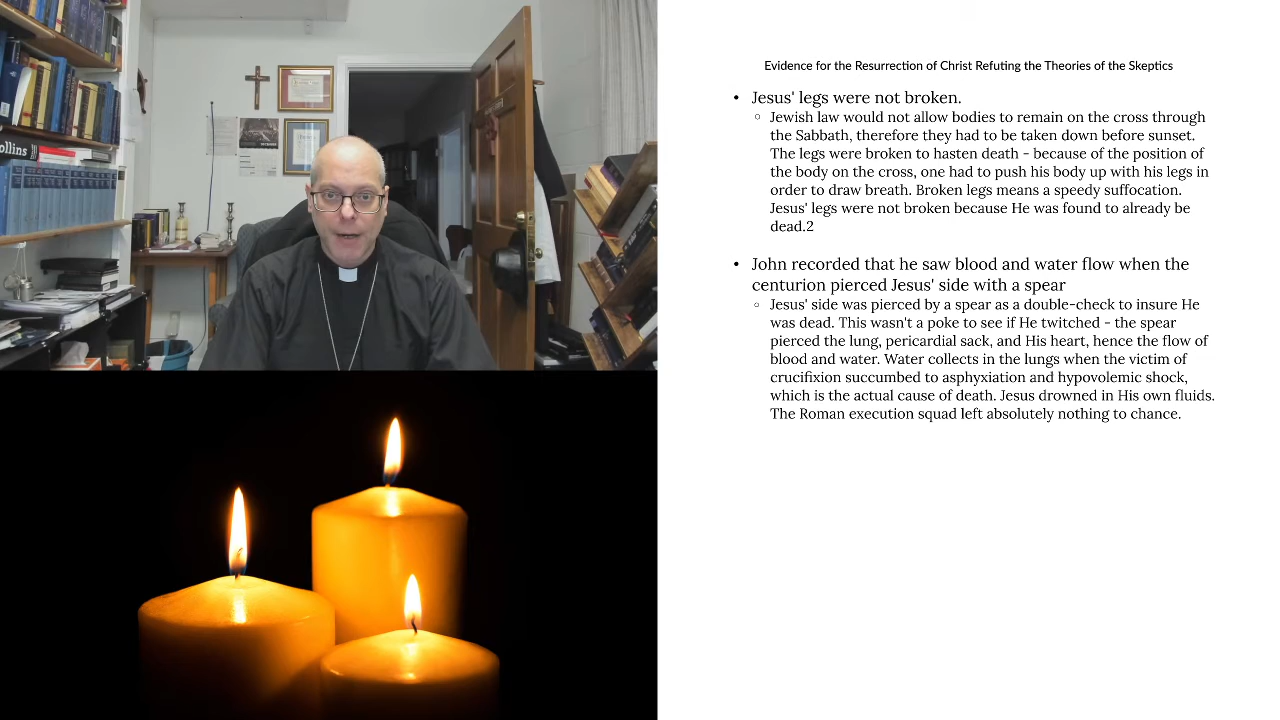 ollins
Evidence for the Resurrection of Christ Refuting the Theories of the Skeptics
• Jesus' legs were not broken.
◦ Jewish law would not allow bodies to remain on the cross through
the Sabbath, therefore they had to be taken down before sunset.
The legs were broken to hasten death - because of the position of
the body on the cross, one had to push his body up with his legs in
order to draw breath. Broken legs means a speedy suffocation.
Jesus' legs were not broken because He was found to already be
dead.2
• John recorded that he saw blood and water flow when the
centurion pierced Jesus' side with a spear
◦ Jesus' side was pierced by a spear as a double-check to insure He
was dead. This wasn't a poke to see if He twitched - the spear
pierced the lung, pericardial sack, and His heart, hence the flow of
blood and water. Water collects in the lungs when the victim of
crucifixion succumbed to asphyxiation and hypovolemic shock,
which is the actual cause of death. Jesus drowned in His own fluids.
The Roman execution squad left absolutely nothing to chance.